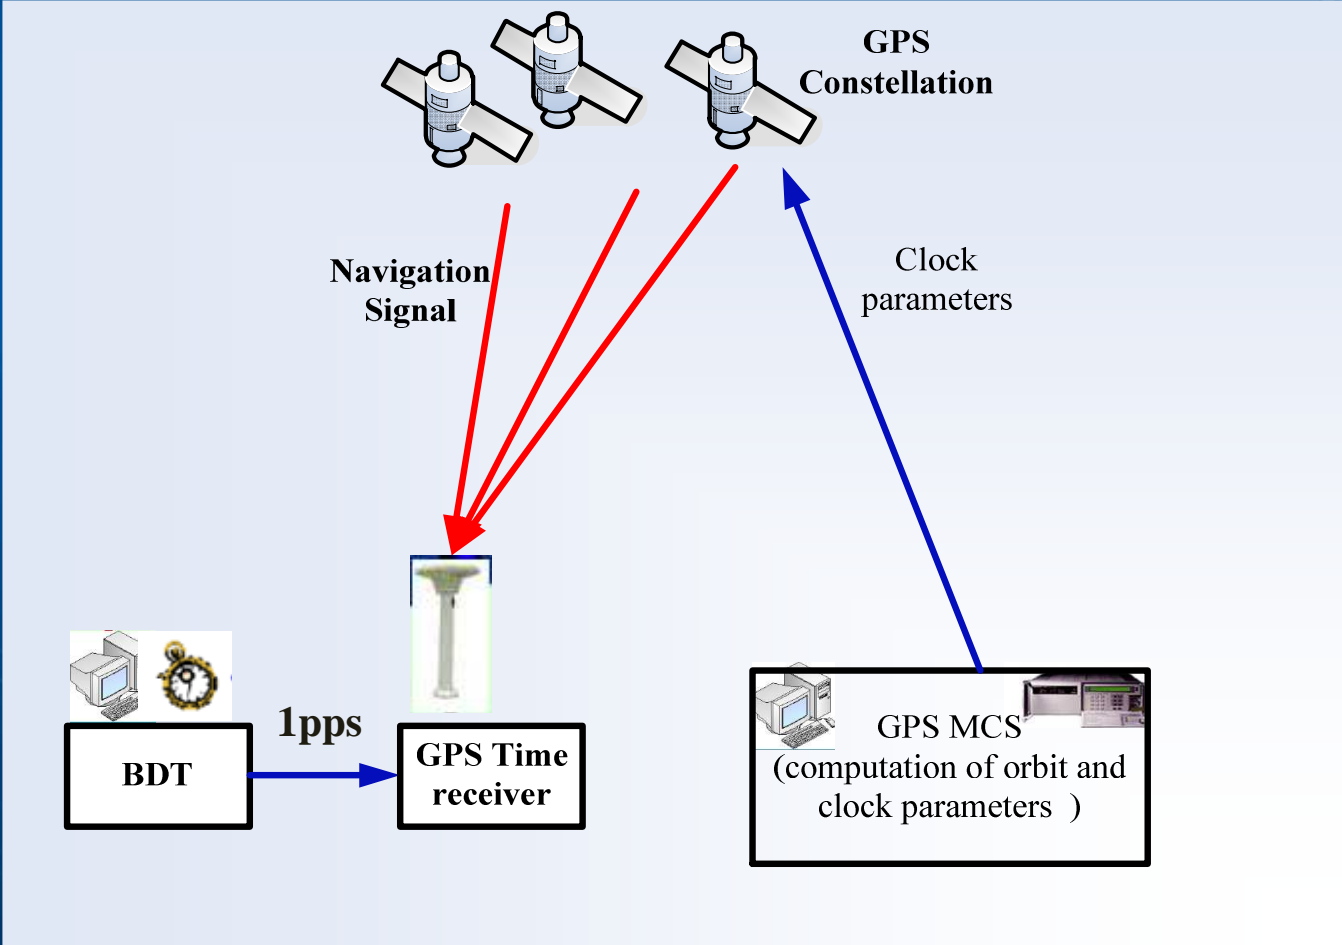 GPS
Constellation
Navigation
Signal
Clock
parameters
1pps
BDT
GPS Time
receiver
GPS MCS
(computation of orbit and
clock parameters  )